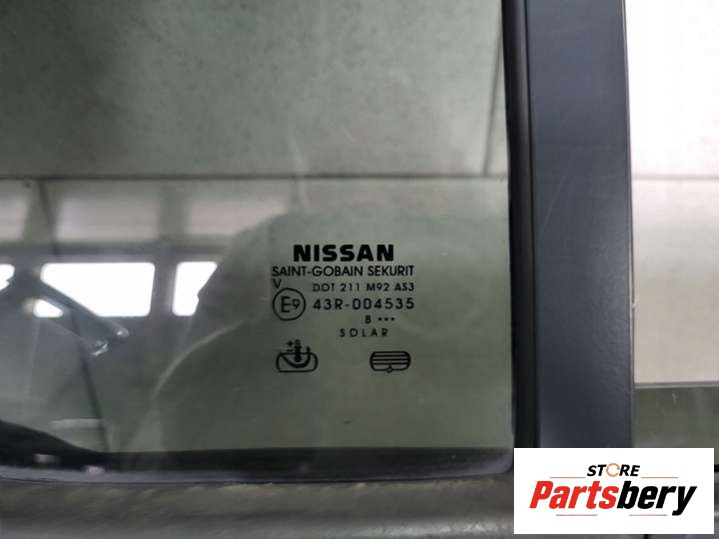 NISSAN
SAINT-GOBAIN SEKURIT
V DOT 211 M92 AS3
E9 43R-004535
8 ...
SOLAR
STORE
Partsbery